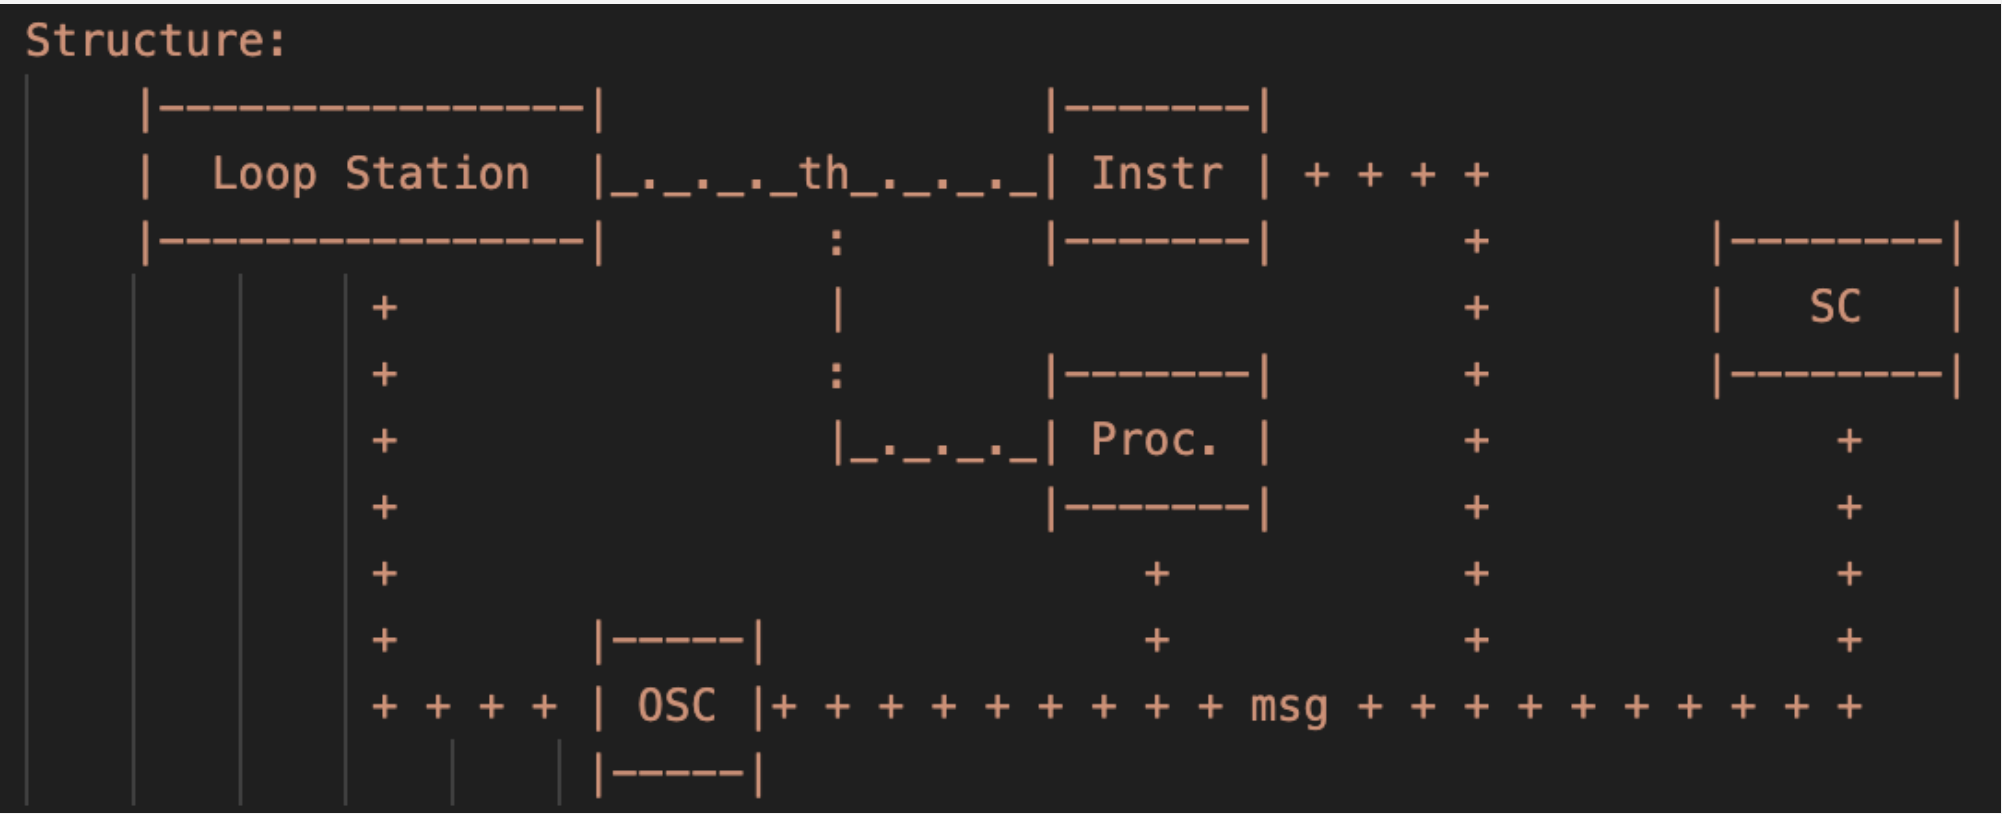 Structure:
|----------------| |-------|
| Loop Station |_._._._th_._._._| Instr | + + + +
|----------------| : |-------| + |--------|
+ | + | SC |
+ : |-------| + |--------|
+ |_._._._| Proc. | + +
+ |-------| + +
+ + + +
+ |-----| + + +
+ + + + | OSC |+ + + + + + + + + msg + + + + + + + + + +
|-----|